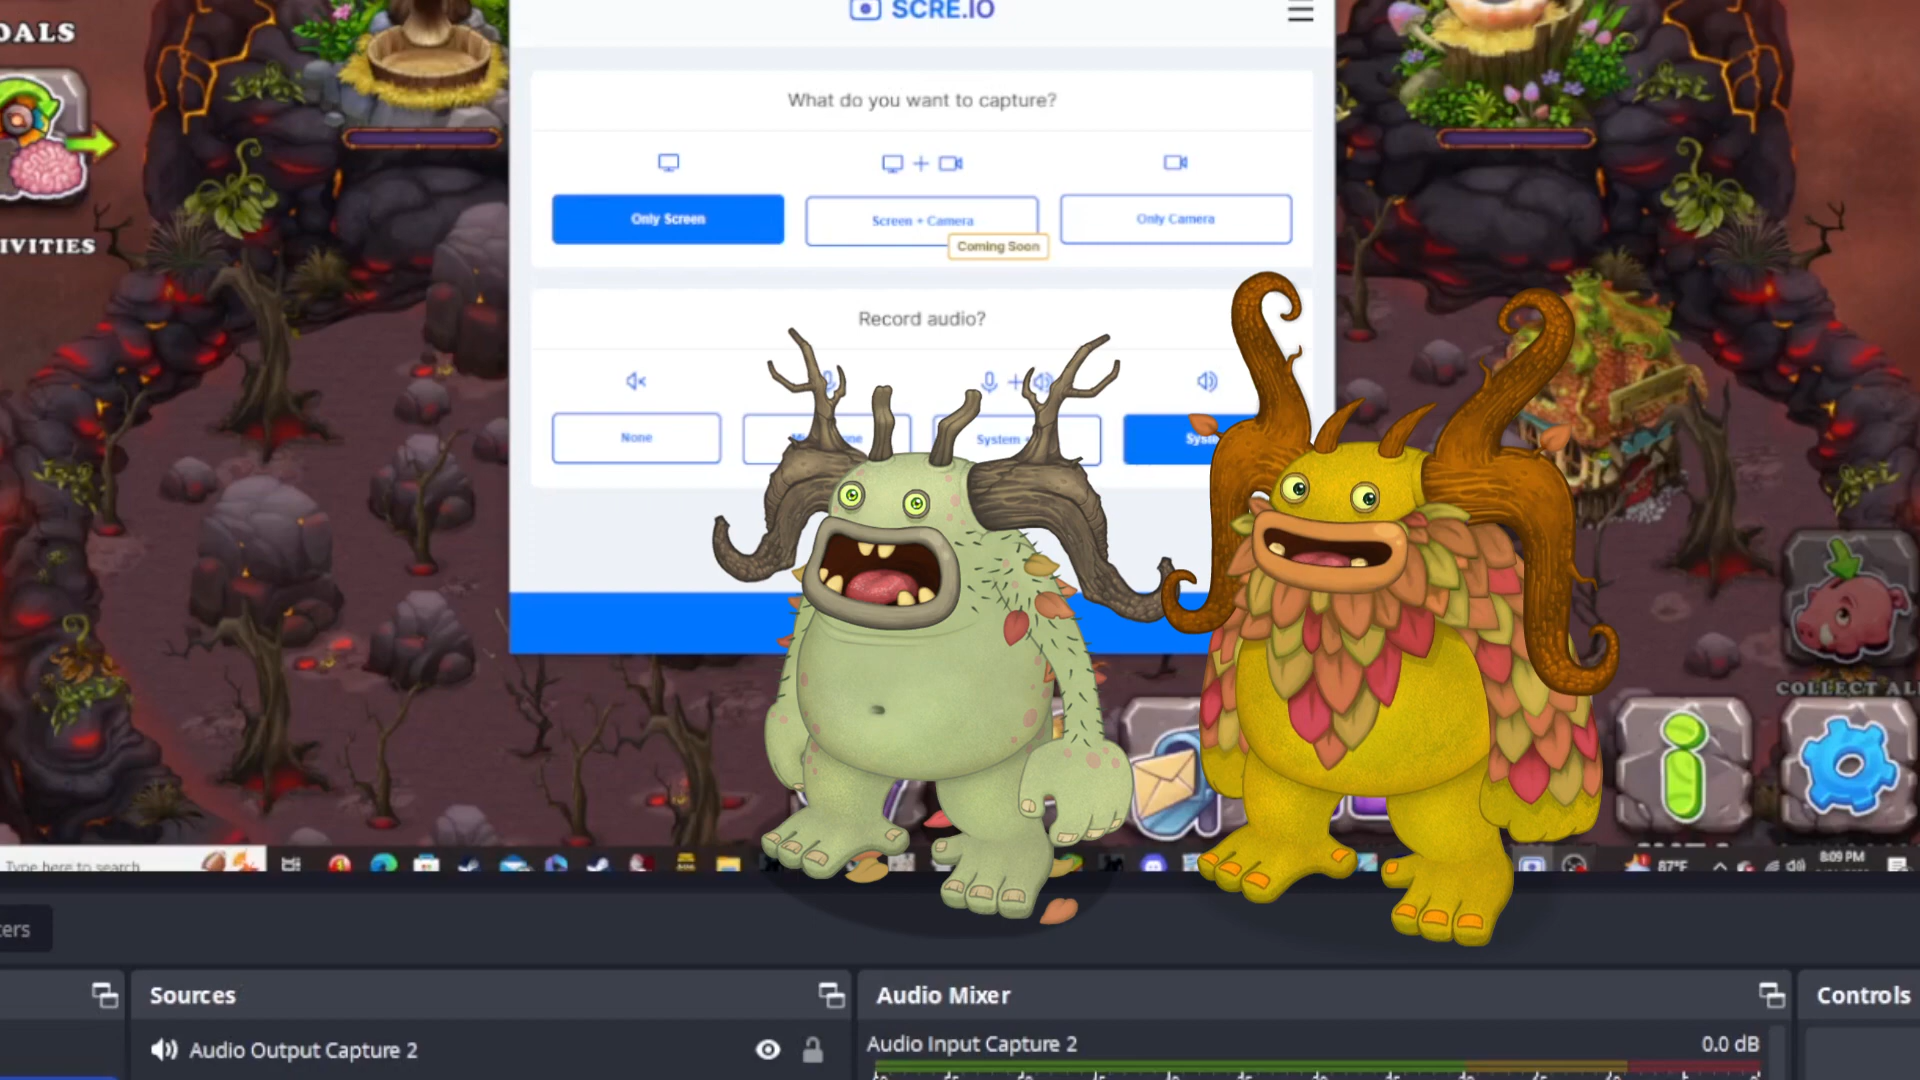 OALS
SCRE.IO
What do you want to capture?
Only Screen
Screen + Camera
Only Camera
Coming Soon
IVITIES
Record audio?
None
System +
COLLECT AL
Type here to search
87°F
8:09 PM
ters
Sources
Audio Mixer
Controls
Audio Output Capture 2
Audio Input Capture 2
0.0 dB